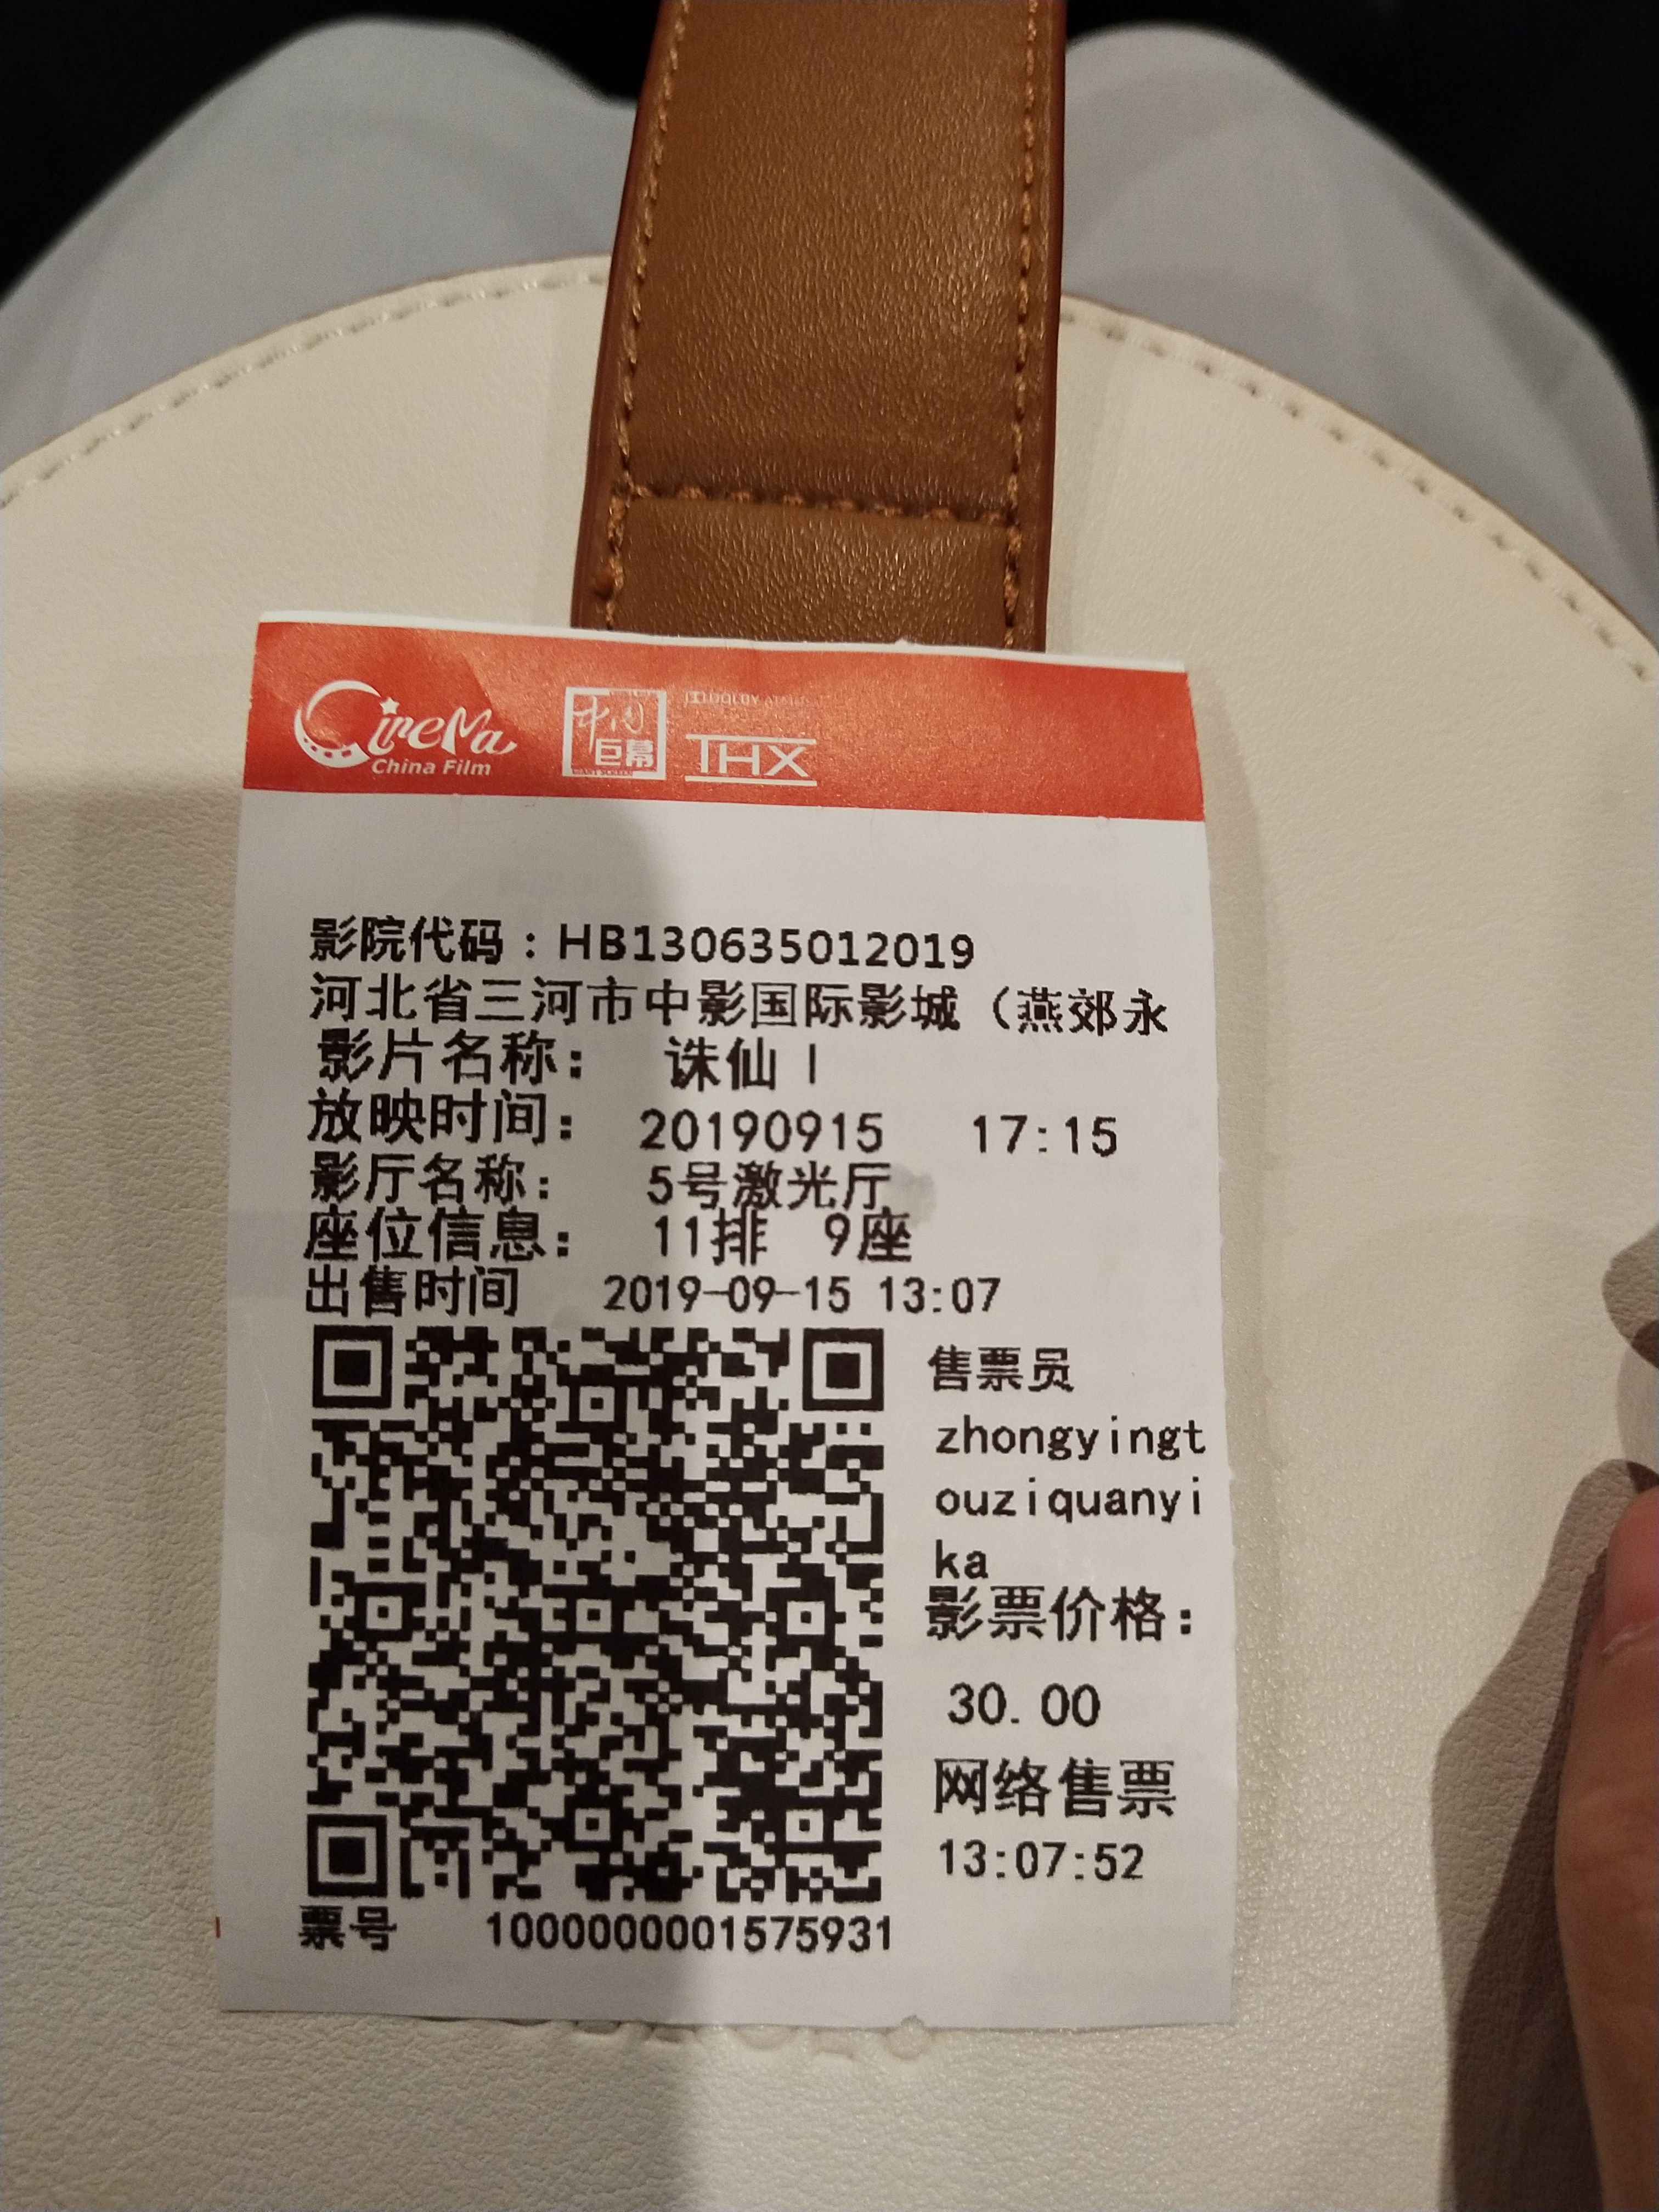 CineMa
China Film
中国
巨幕
GIANT SCREEN
DOLBY ATMOS
THX
影院代码：HB130635012019
河北省三河市中影国际影城（燕郊永
影片名称： 诛仙 I
放映时间： 20190915 17:15
影厅名称： 5号激光厅
座位信息： 11排 9座
出售时间 2019-09-15 13:07
售票员
zhongyingt
ouziquanyi
ka
影票价格：
30.00
网络售票
13:07:52
票号 1000000001575931